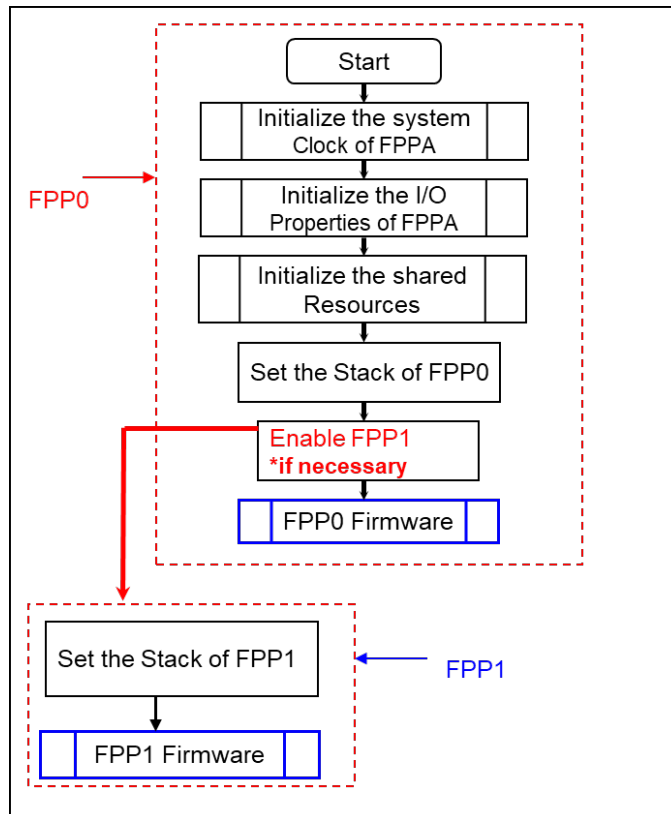 Start
Initialize the system
Clock of FPPA
FPP0
Initialize the I/O
Properties of FPPA
Initialize the shared
Resources
Set the Stack of FPP0
Enable FPP1
*if necessary
FPP0 Firmware
Set the Stack of FPP1
FPP1
FPP1 Firmware